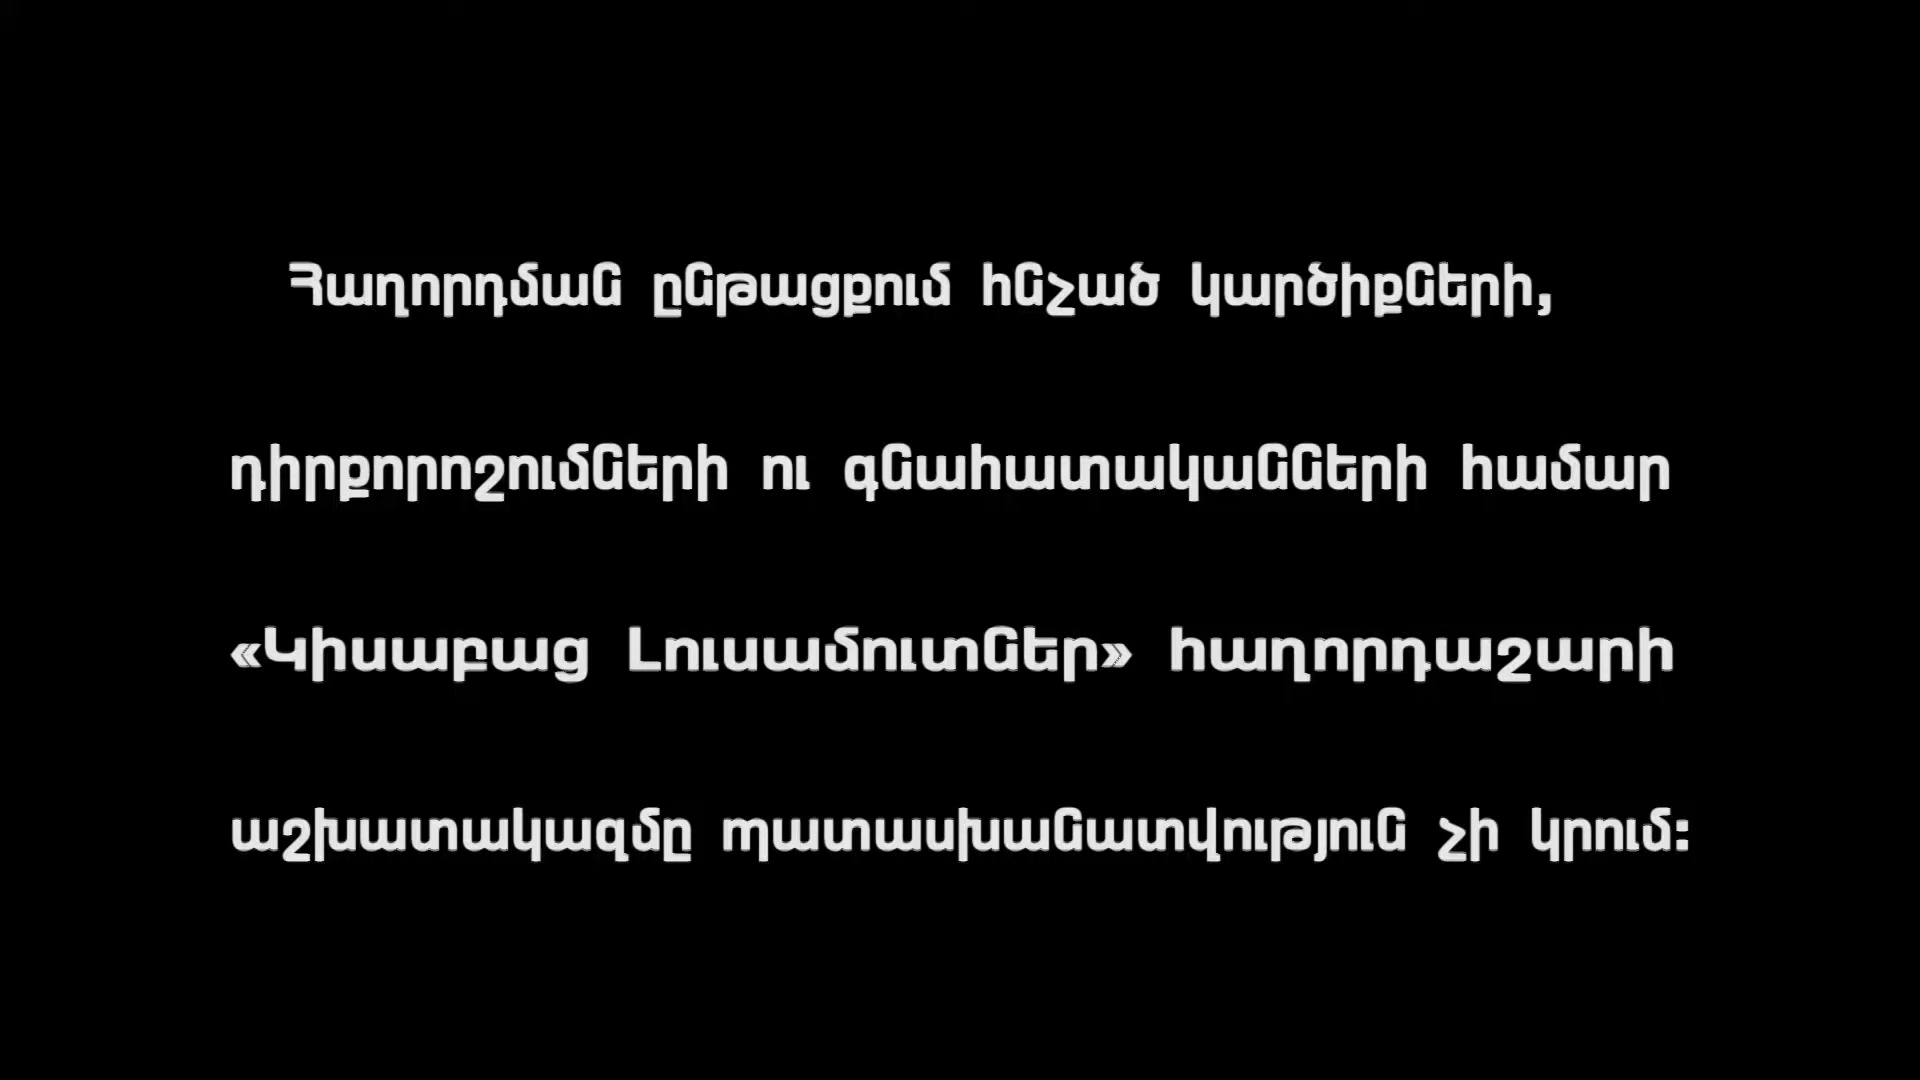 Հաղորդման ընթացքում հնչած կարծիքների,
դիրքորոշումների ու գնահատականների համար
«Կիսաբաց Լուսամուտներ» հաղորդաշարի
աշխատակազմը պատասխանատվություն չի կրում: